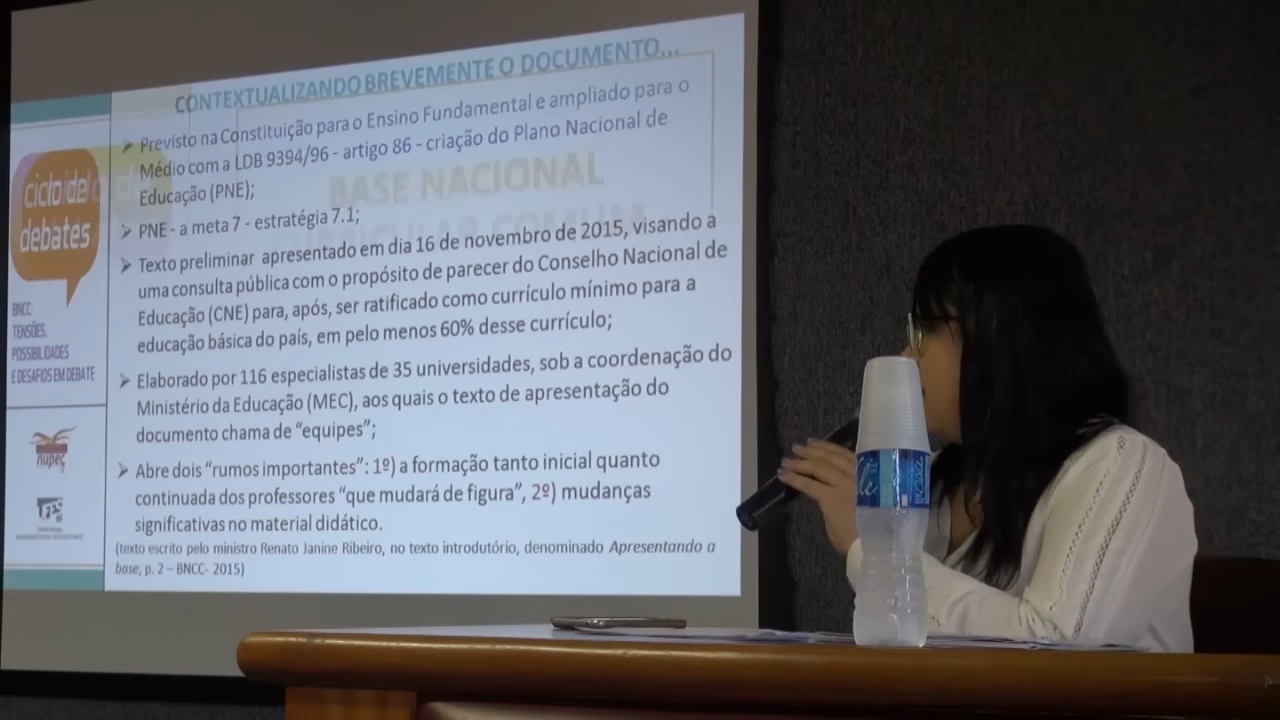 CONTEXTUALIZANDO BREVEMENTE O DOCUMENTO...
Previsto na Constituição para o Ensino Fundamental e ampliado para o
Médio com a LDB 9394/96 - artigo 86 - criação do Plano Nacional de
Educação (PNE);
PNE - a meta 7 - estratégia 7.1;
Texto preliminar apresentado em dia 16 de novembro de 2015, visando a
uma consulta pública com o propósito de parecer do Conselho Nacional de
Educação (CNE) para, após, ser ratificado como currículo mínimo para a
educação básica do país, em pelo menos 60% desse currículo;
Elaborado por 116 especialistas de 35 universidades, sob a coordenação do
Ministério da Educação (MEC), aos quais o texto de apresentação do
documento chama de "equipes";
Abre dois "rumos importantes": 1º) a formação tanto inicial quanto
continuada dos professores "que mudará de figura", 2º) mudanças
significativas no material didático.
(texto escrito pelo ministro Renato Janine Ribeiro, no texto introdutório, denominado Apresentando a
base, p. 2 – BNCC- 2015)
BASE NACIONAL
CURRICULAR COMUM
ciclo de
debates
BNCC:
TENSÕES,
POSSIBILIDADES
E DESAFIOS EM DEBATE
nupec
UFES